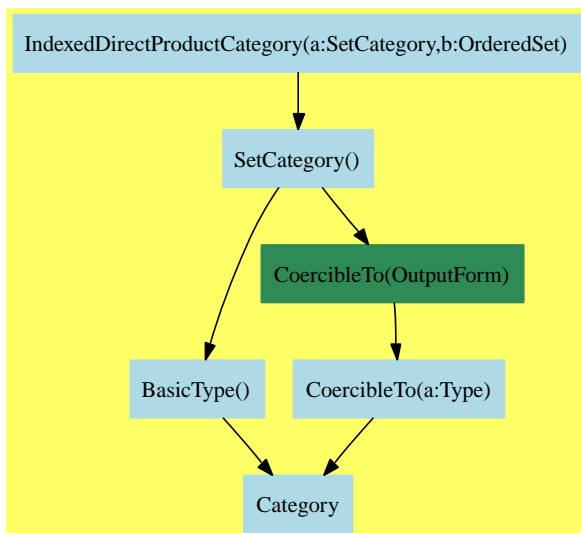 IndexedDirectProductCategory(a:SetCategory,b:OrderedSet)
SetCategory()
CoercibleTo(OutputForm)
BasicType()
CoercibleTo(a:Type)
Category